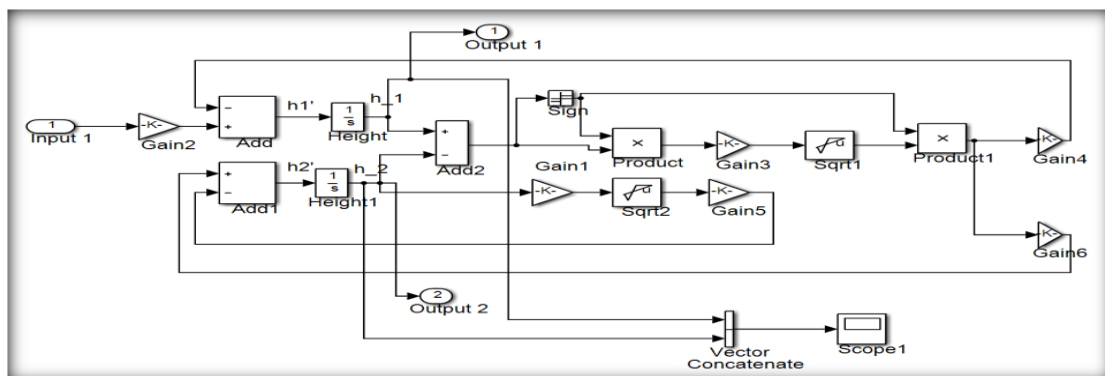 1
Output 1
h1'
h_1
1
Input 1
-K-
Gain2
−
+
Add
1
s
Height
+
−
Add2
Sign
×
Product
-K-
Gain3
√u
Sqrt1
×
Product1
-K-
Gain4
+
−
Add1
h2'
1
s
Height1
h_2
Gain1
-K-
√u
Sqrt2
-K-
Gain5
-K-
Gain6
2
Output 2
Vector
Concatenate
Scope1